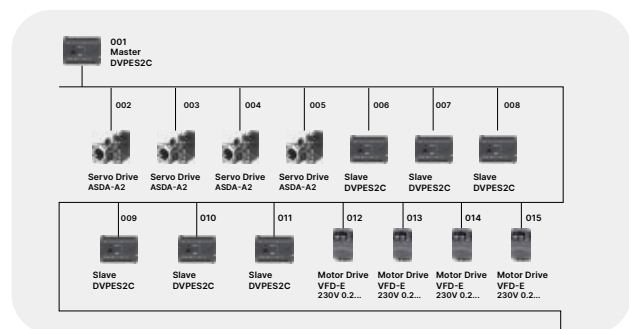 001
Master
DVPES2C
002
003
004
005
006
007
008
Servo Drive
ASDA-A2
Servo Drive
ASDA-A2
Servo Drive
ASDA-A2
Servo Drive
ASDA-A2
Slave
DVPES2C
Slave
DVPES2C
Slave
DVPES2C
009
010
011
012
013
014
015
Slave
DVPES2C
Slave
DVPES2C
Slave
DVPES2C
Motor Drive
VFD-E
230V 0.2...
Motor Drive
VFD-E
230V 0.2...
Motor Drive
VFD-E
230V 0.2...
Motor Drive
VFD-E
230V 0.2...